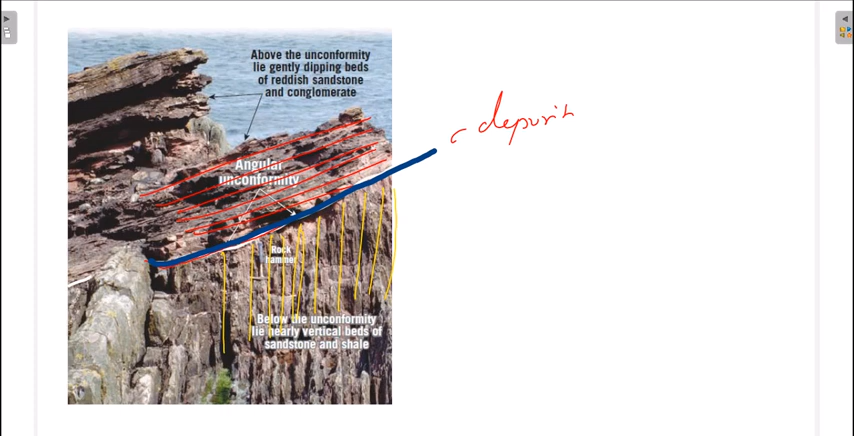 Above the unconformity
lie gently dipping beds
of reddish sandstone
and conglomerate
Angular
unconformity
Rock
hammer
Below the unconformity
lie nearly vertical beds of
sandstone and shale